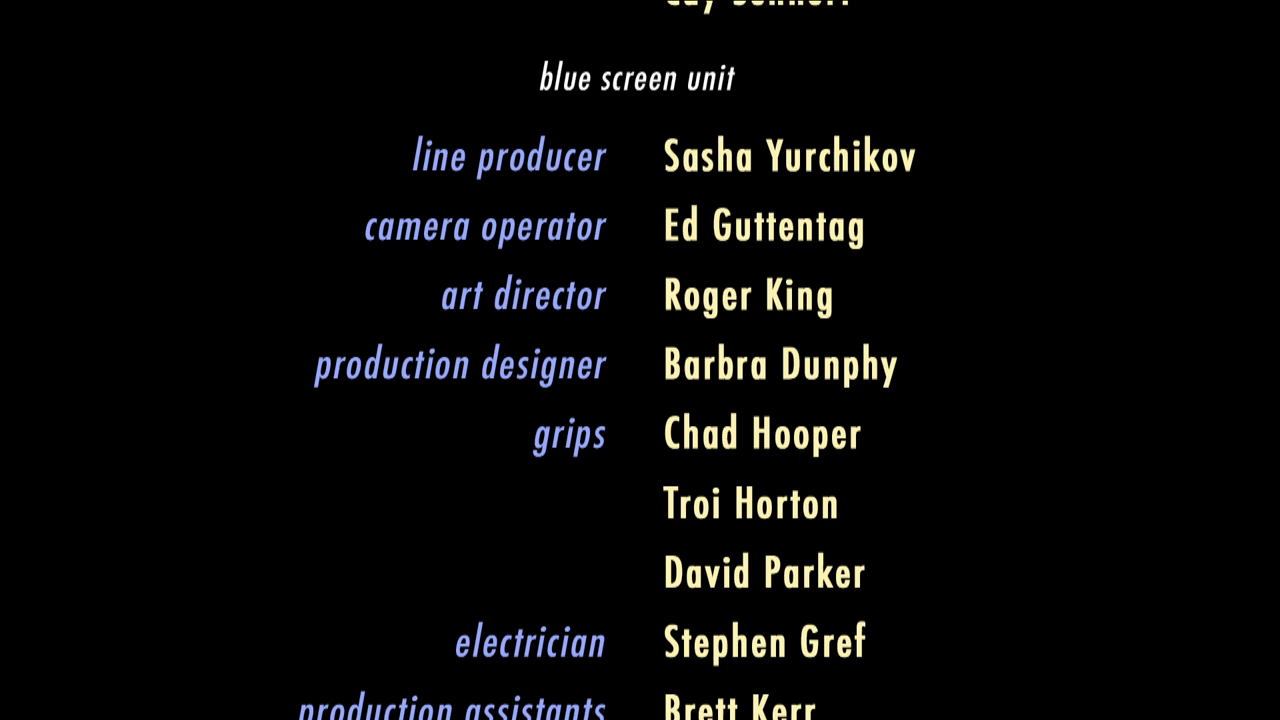 blue screen unit
line producer Sasha Yurchikov
camera operator Ed Guttentag
art director Roger King
production designer Barbra Dunphy
grips Chad Hooper
Troi Horton
David Parker
electrician Stephen Gref
production assistants Brett Kerr